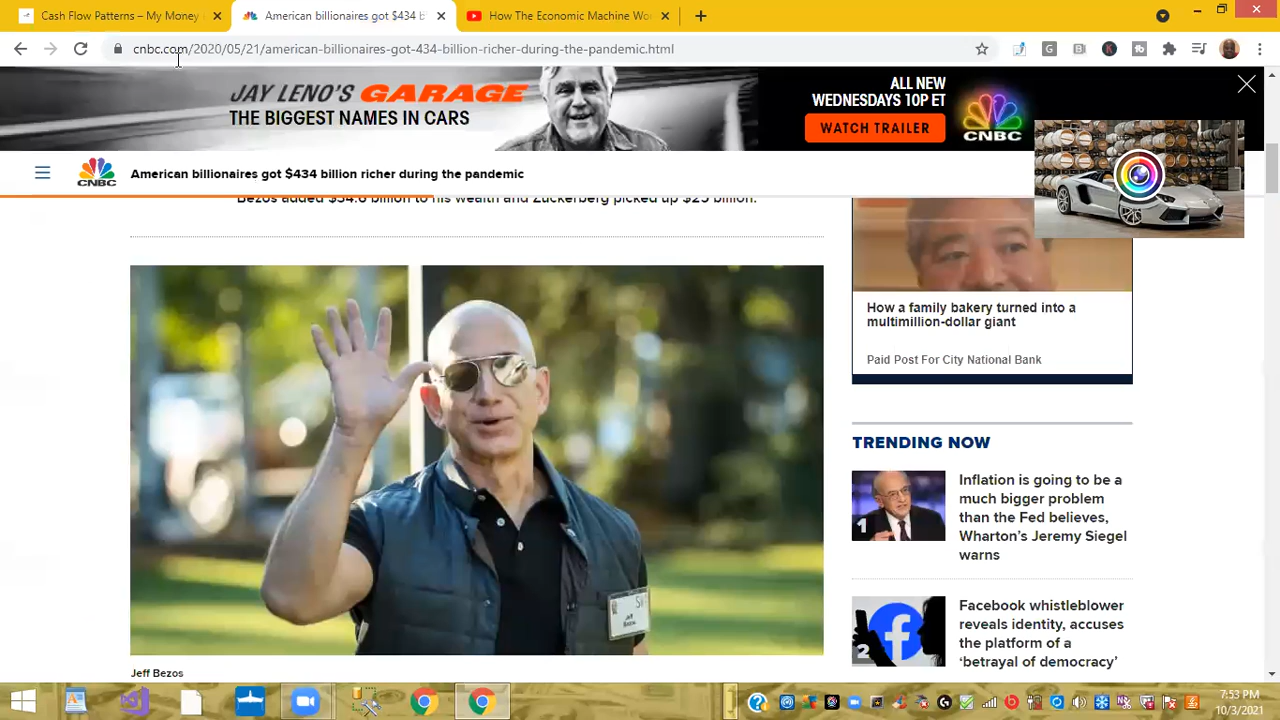 Cash Flow Patterns – My Money
American billionaires got $434 b
How The Economic Machine Wo
cnbc.com/2020/05/21/american-billionaires-got-434-billion-richer-during-the-pandemic.html
JAY LENO'S GARAGE
THE BIGGEST NAMES IN CARS
ALL NEW
WEDNESDAYS 10P ET
WATCH TRAILER
CNBC
CNBC
American billionaires got $434 billion richer during the pandemic
Bezos added $34.6 billion to his wealth and Zuckerberg picked up $25 billion.
How a family bakery turned into a
multimillion-dollar giant
Paid Post For City National Bank
TRENDING NOW
1
Inflation is going to be a
much bigger problem
than the Fed believes,
Wharton's Jeremy Siegel
warns
2
Facebook whistleblower
reveals identity, accuses
the platform of a
‘betrayal of democracy’
Jeff Bezos
7:53 PM
10/3/2021